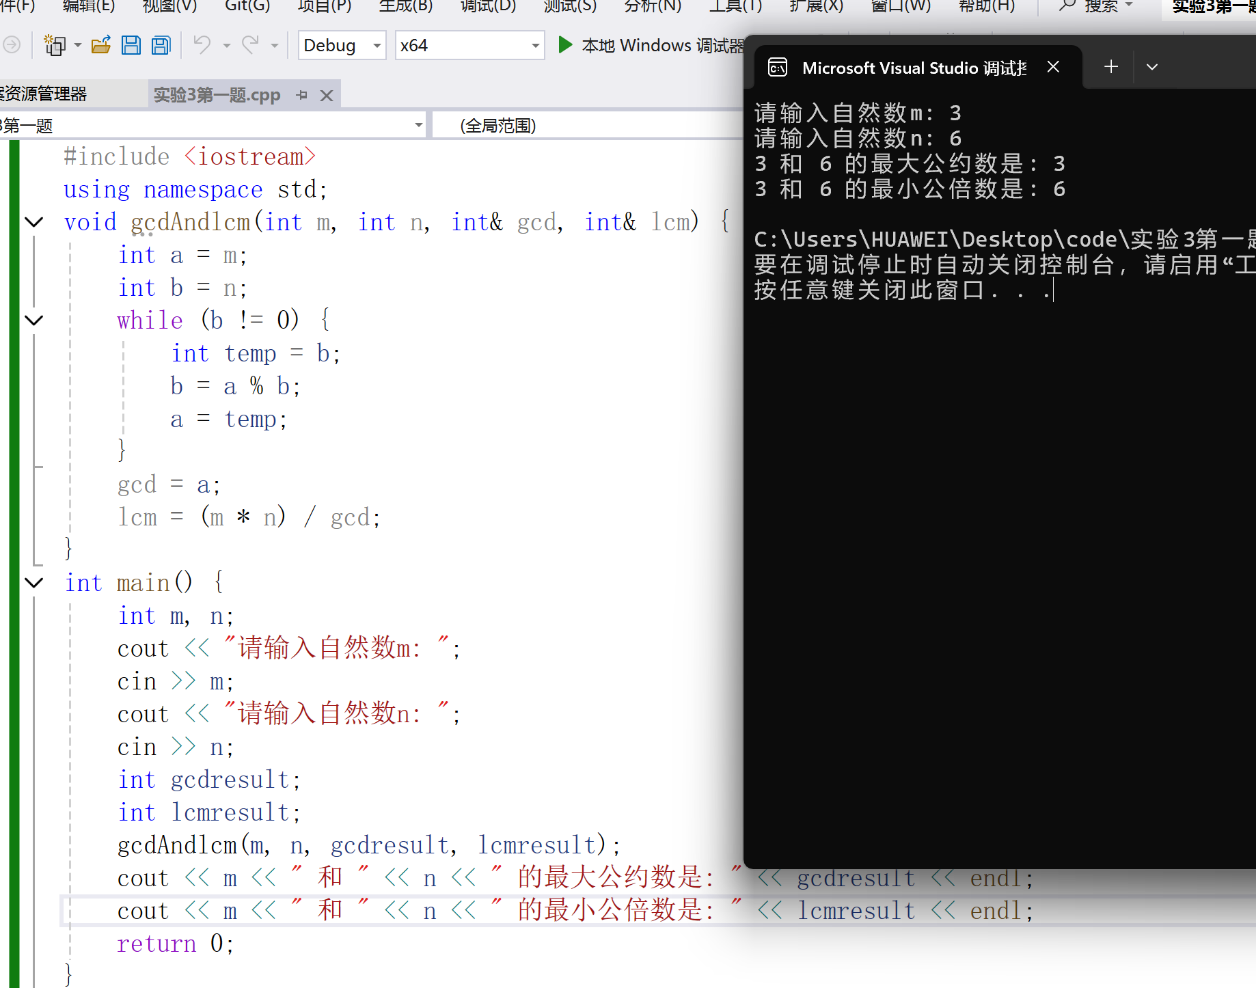 件(F) 编辑(E) 视图(V) Git(G) 项目(P) 生成(B) 调试(D) 测试(S) 分析(N) 工具(T) 扩展(X) 窗口(W) 帮助(H) 搜索 实验3第一题
Debug x64 本地 Windows 调试器
资源管理器 实验3第一题.cpp
第一题 (全局范围)
#include <iostream>
using namespace std;
void gcdAndlcm(int m, int n, int& gcd, int& lcm) {
int a = m;
int b = n;
while (b != 0) {
int temp = b;
b = a % b;
a = temp;
}
gcd = a;
lcm = (m * n) / gcd;
}
int main() {
int m, n;
cout << "请输入自然数m: ";
cin >> m;
cout << "请输入自然数n: ";
cin >> n;
int gcdresult;
int lcmresult;
gcdAndlcm(m, n, gcdresult, lcmresult);
cout << m << " 和 " << n << " 的最大公约数是: " << gcdresult << endl;
cout << m << " 和 " << n << " 的最小公倍数是: " << lcmresult << endl;
return 0;
}
Microsoft Visual Studio 调试控
请输入自然数m: 3
请输入自然数n: 6
3 和 6 的最大公约数是: 3
3 和 6 的最小公倍数是: 6
C:\Users\HUAWEI\Desktop\code\实验3第一题
要在调试停止时自动关闭控制台, 请启用“工
按任意键关闭此窗口. . .